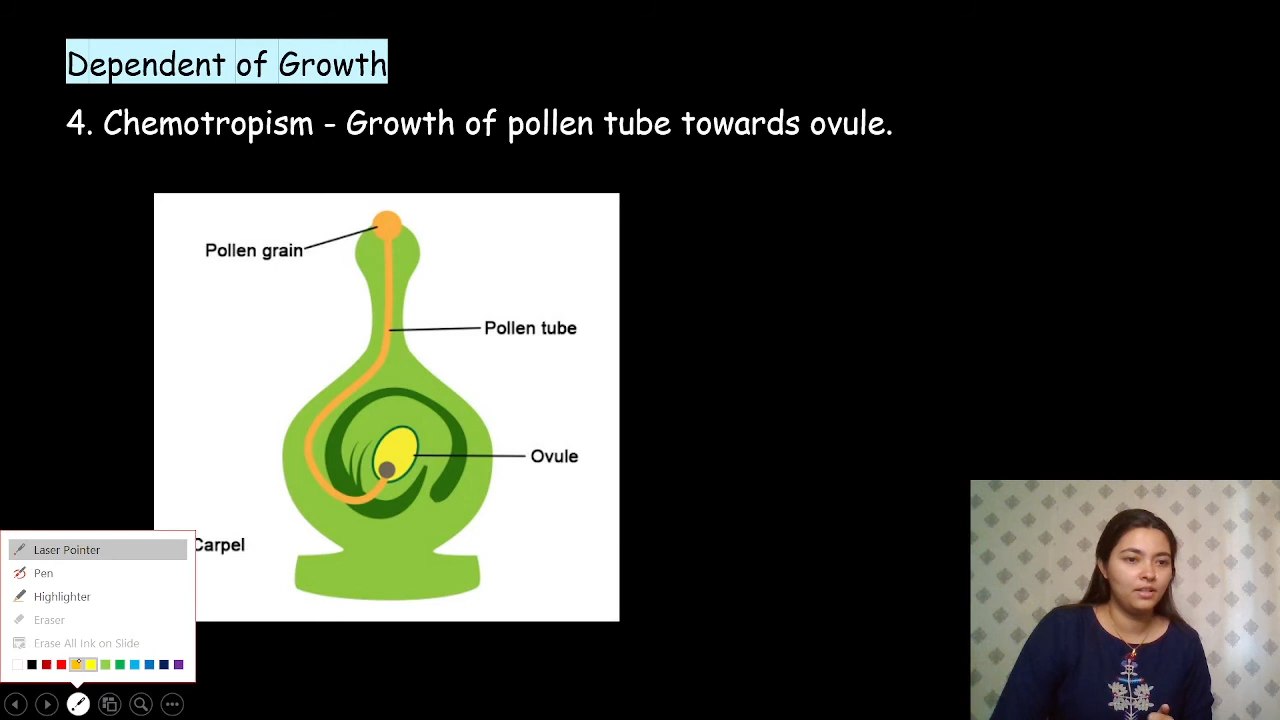 Dependent of Growth
4. Chemotropism - Growth of pollen tube towards ovule.
Pollen grain
Pollen tube
Ovule
Carpel
Laser Pointer
Pen
Highlighter
Eraser
Erase All Ink on Slide